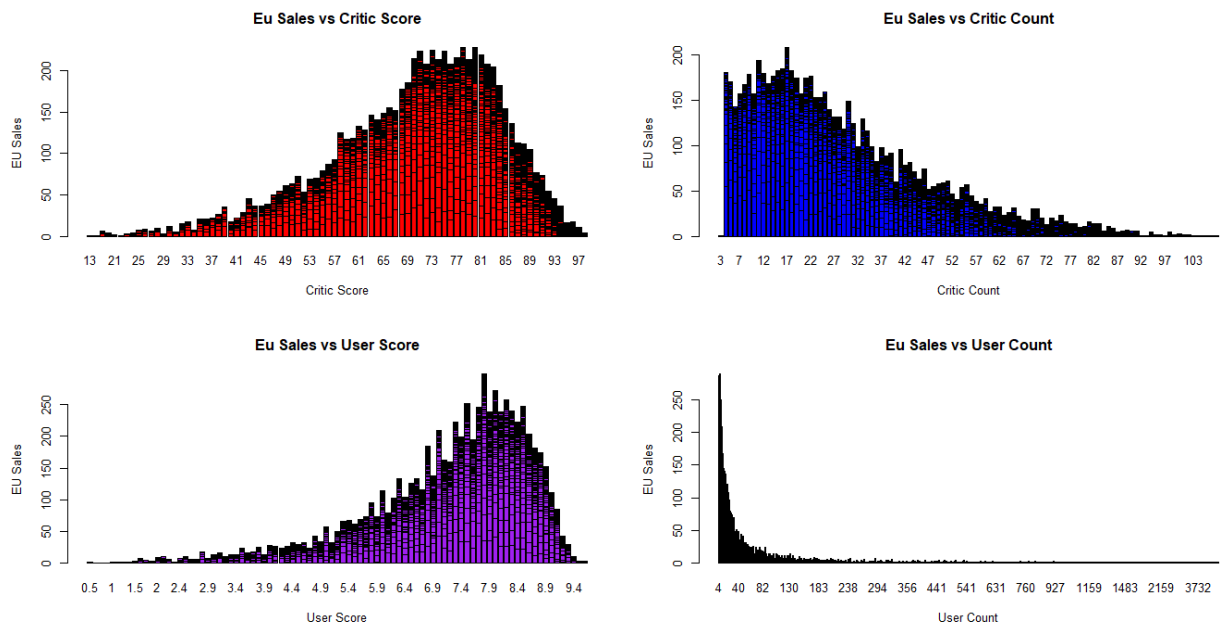 Eu Sales vs Critic Score
EU Sales
0 50 100 150 200
13 21 25 29 33 37 41 45 49 53 57 61 65 69 73 77 81 85 89 93 97
Critic Score
Eu Sales vs Critic Count
EU Sales
0 50 100 150 200
3 7 12 17 22 27 32 37 42 47 52 57 62 67 72 77 82 87 92 97 103
Critic Count
Eu Sales vs User Score
EU Sales
0 50 100 150 200 250
0.5 1 1.5 2 2.4 2.9 3.4 3.9 4.4 4.9 5.4 5.9 6.4 6.9 7.4 7.9 8.4 8.9 9.4
User Score
Eu Sales vs User Count
EU Sales
0 50 100 150 200 250
4 40 82 130 183 238 294 356 441 541 631 760 927 1159 1483 2159 3732
User Count